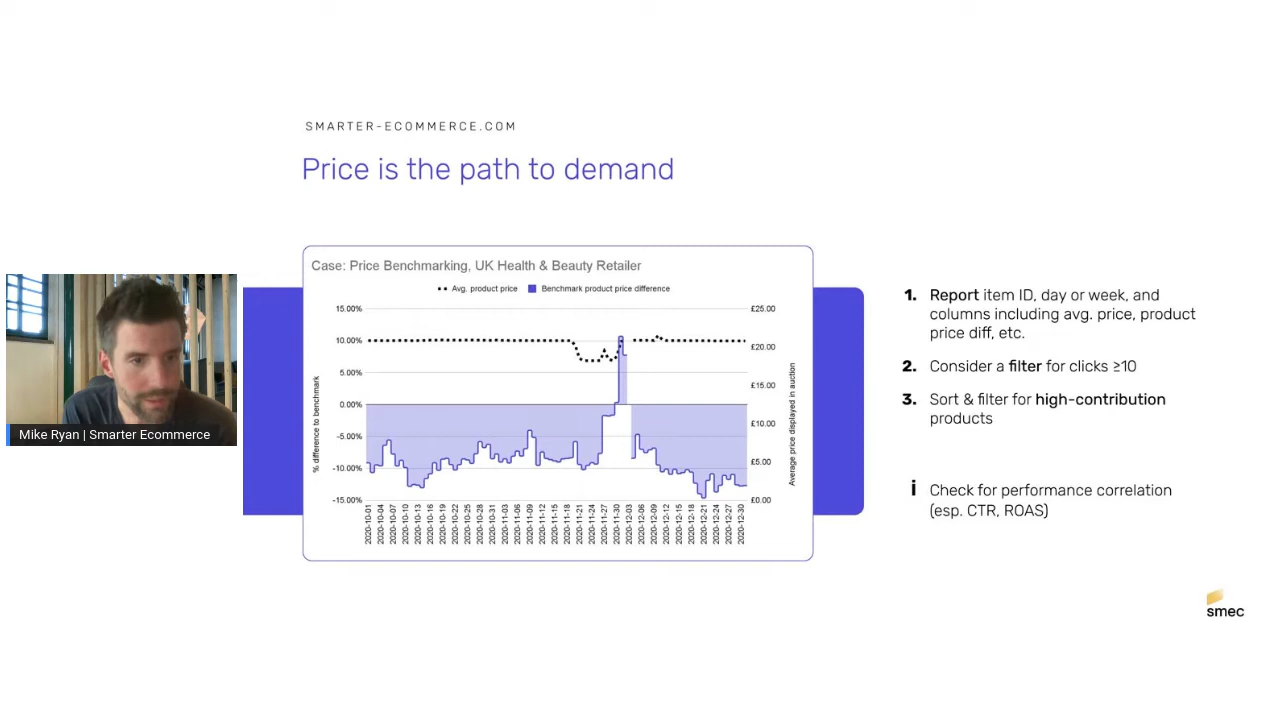 SMARTER-ECOMMERCE.COM
Price is the path to demand
Case: Price Benchmarking, UK Health & Beauty Retailer
Avg. product price
Benchmark product price difference
15.00%
10.00%
5.00%
0.00%
-5.00%
-10.00%
-15.00%
% difference to benchmark
£25.00
£20.00
£15.00
£10.00
£5.00
£0.00
Average price displayed in auction
2020-10-01
2020-10-04
2020-10-07
2020-10-10
2020-10-13
2020-10-16
2020-10-19
2020-10-22
2020-10-25
2020-10-28
2020-10-31
2020-11-03
2020-11-06
2020-11-09
2020-11-12
2020-11-15
2020-11-18
2020-11-21
2020-11-24
2020-11-27
2020-11-30
2020-12-03
2020-12-06
2020-12-09
2020-12-12
2020-12-15
2020-12-18
2020-12-21
2020-12-24
2020-12-27
2020-12-30
Mike Ryan | Smarter Ecommerce
1. Report item ID, day or week, and
columns including avg. price, product
price diff, etc.
2. Consider a filter for clicks ≥10
3. Sort & filter for high-contribution
products
i Check for performance correlation
(esp. CTR, ROAS)
smec